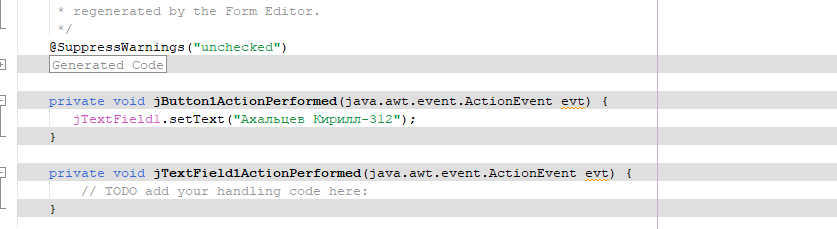 * regenerated by the Form Editor.
*/
@SuppressWarnings("unchecked")
Generated Code
private void jButton1ActionPerformed(java.awt.event.ActionEvent evt) {
jTextField1.setText("Ахальцев Кирилл-312");
}
private void jTextField1ActionPerformed(java.awt.event.ActionEvent evt) {
// TODO add your handling code here:
}